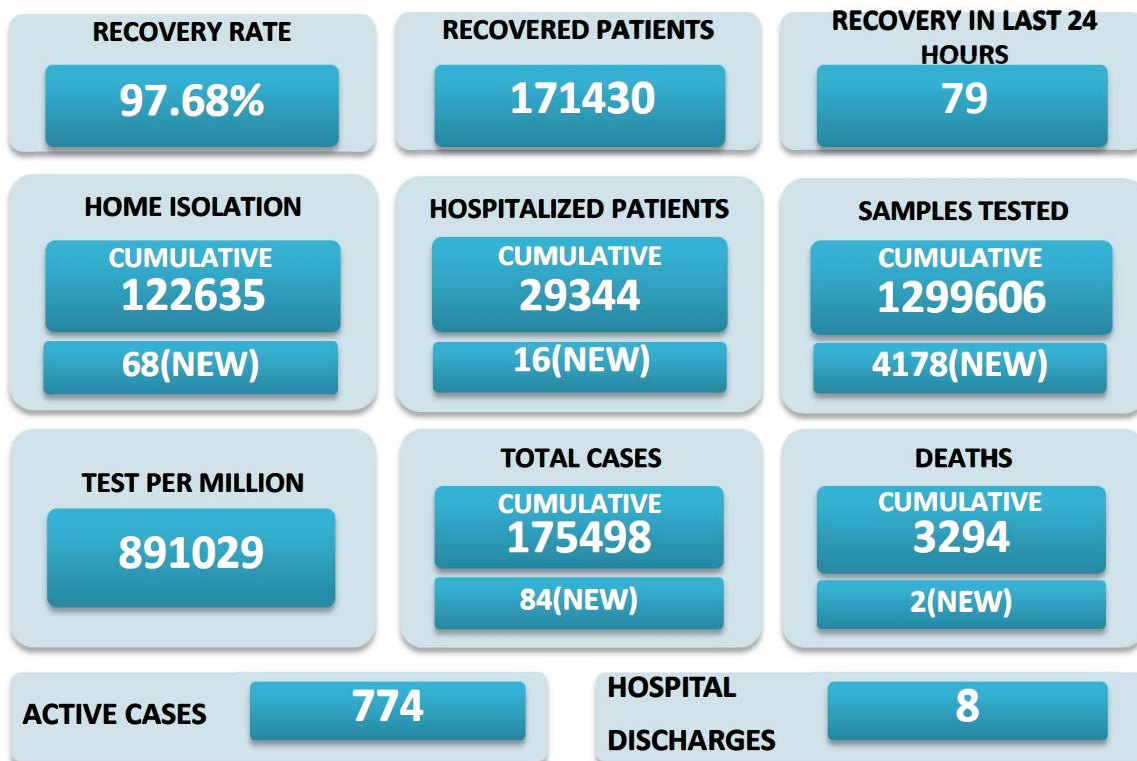 RECOVERY RATE
97.68%
RECOVERED PATIENTS
171430
RECOVERY IN LAST 24
HOURS
79
HOME ISOLATION
CUMULATIVE
122635
68(NEW)
HOSPITALIZED PATIENTS
CUMULATIVE
29344
16(NEW)
SAMPLES TESTED
CUMULATIVE
1299606
4178(NEW)
TEST PER MILLION
891029
TOTAL CASES
CUMULATIVE
175498
84(NEW)
DEATHS
CUMULATIVE
3294
2(NEW)
ACTIVE CASES
774
HOSPITAL
DISCHARGES
8